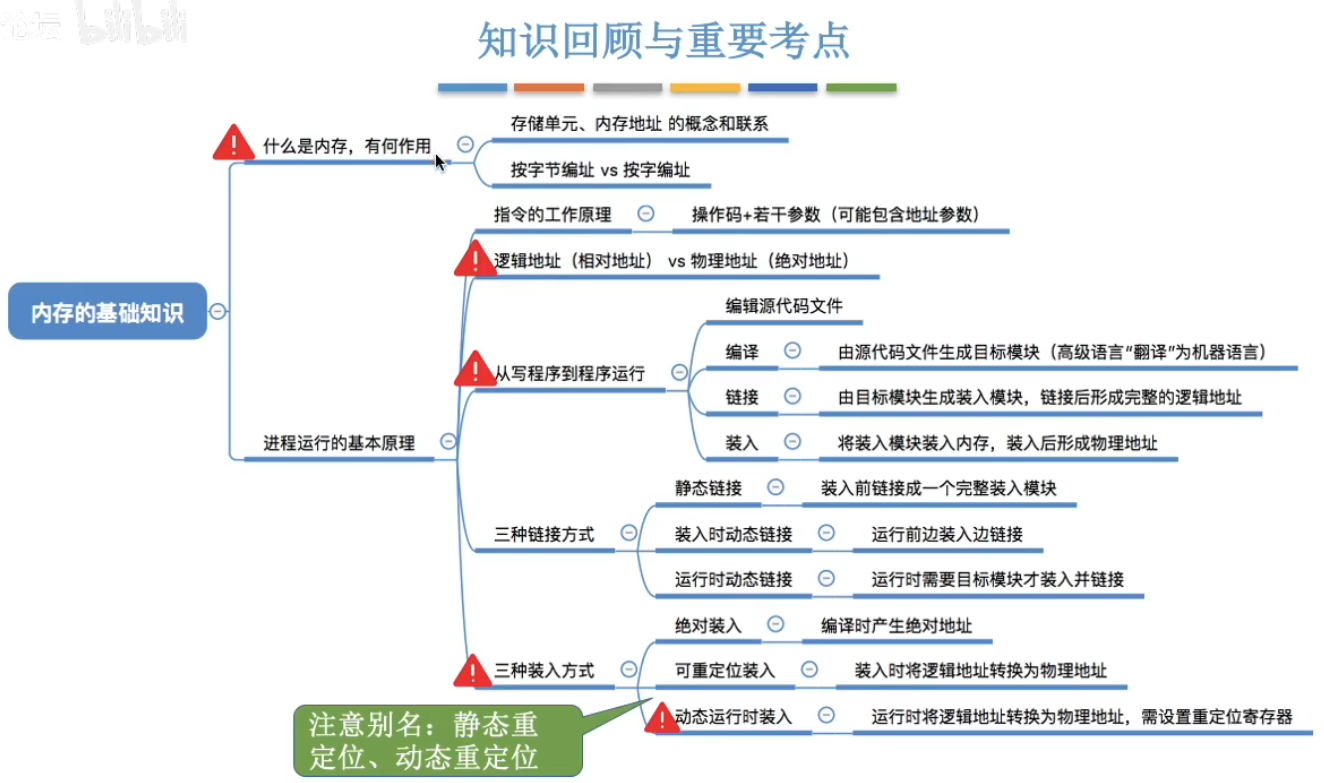 论坛 bilibili
知识回顾与重要考点
什么是内存，有何作用
存储单元、内存地址 的概念和联系
按字节编址 vs 按字编址
内存的基础知识
进程运行的基本原理
指令的工作原理
操作码+若干参数（可能包含地址参数）
逻辑地址（相对地址） vs 物理地址（绝对地址）
从写程序到程序运行
编辑源代码文件
编译
由源代码文件生成目标模块（高级语言“翻译”为机器语言）
链接
由目标模块生成装入模块，链接后形成完整的逻辑地址
装入
将装入模块装入内存，装入后形成物理地址
三种链接方式
静态链接
装入前链接成一个完整装入模块
装入时动态链接
运行前边装入边链接
运行时动态链接
运行时需要目标模块才装入并链接
三种装入方式
绝对装入
编译时产生绝对地址
可重定位装入
装入时将逻辑地址转换为物理地址
动态运行时装入
运行时将逻辑地址转换为物理地址，需设置重定位寄存器
注意别名：静态重
定位、动态重定位